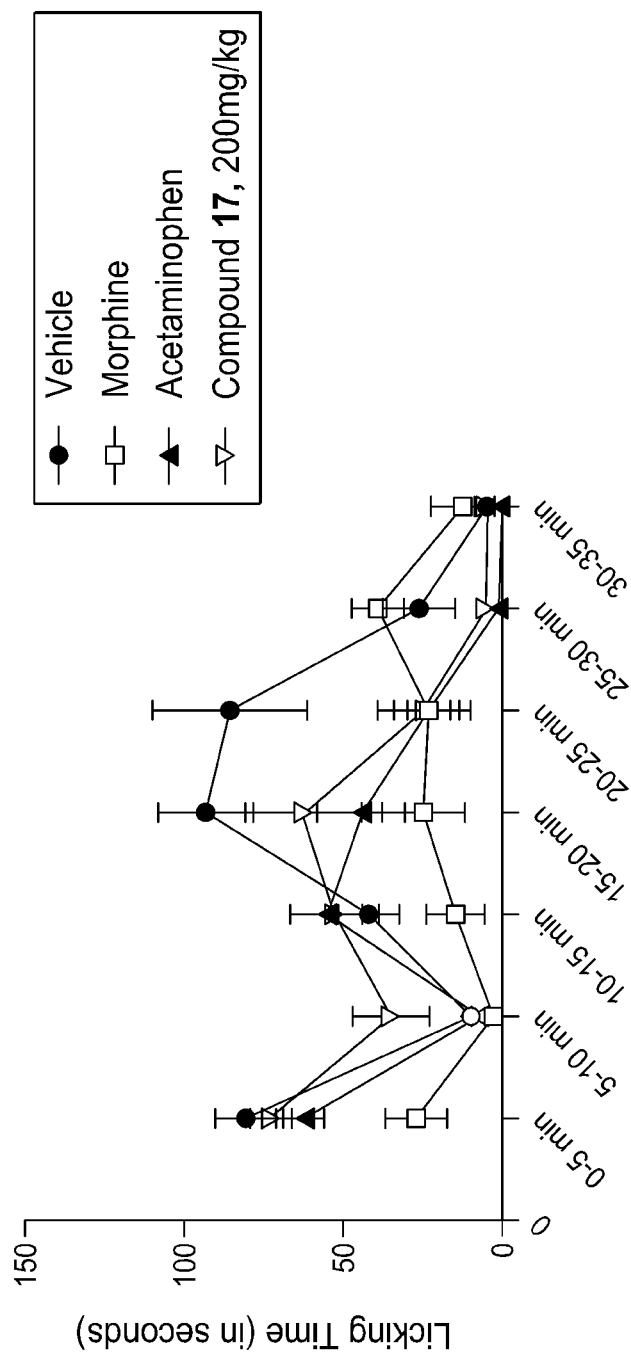 Vehicle
Morphine
Acetaminophen
Compound 17, 200mg/kg
Licking Time (in seconds)
150
100
50
0
0
0-5 min
5-10 min
10-15 min
15-20 min
20-25 min
25-30 min
30-35 min